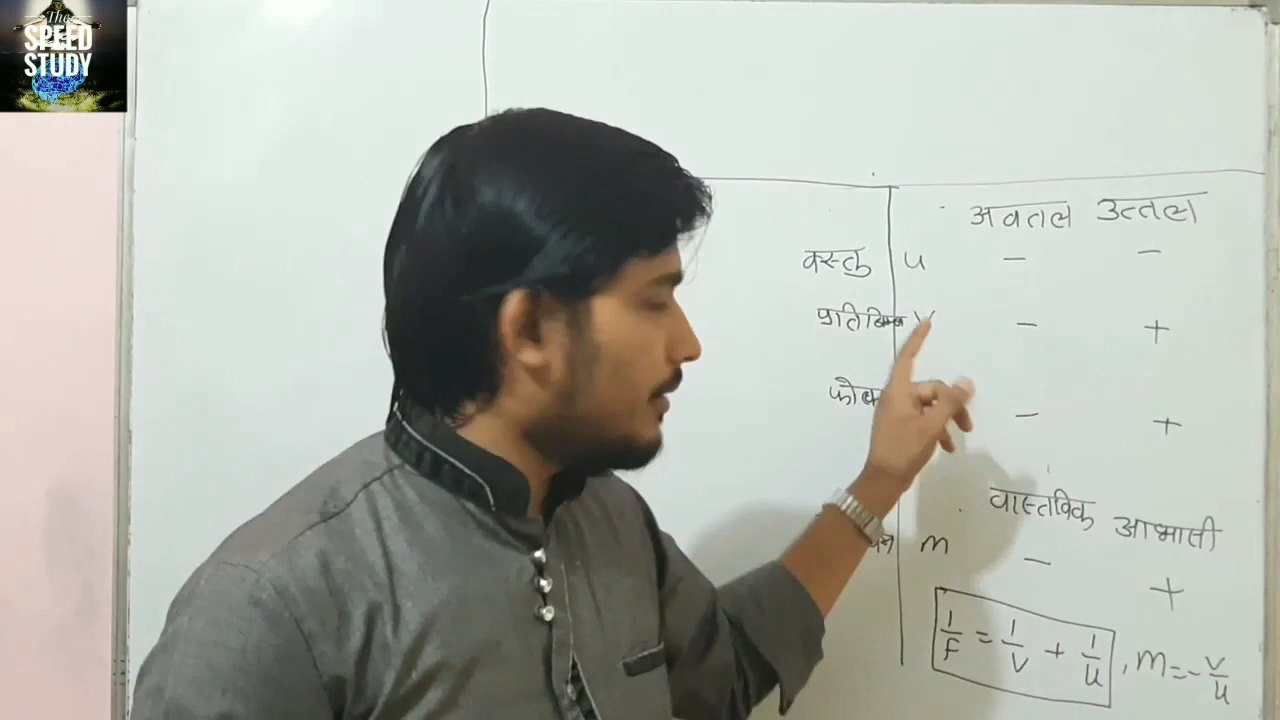 The
SPEED
STUDY
अवतल उत्तल
वस्तु u - -
प्रतिबिम्ब v - +
- +
वास्तविक आभासी
m - +
1/f = 1/v + 1/u , m = -v/u